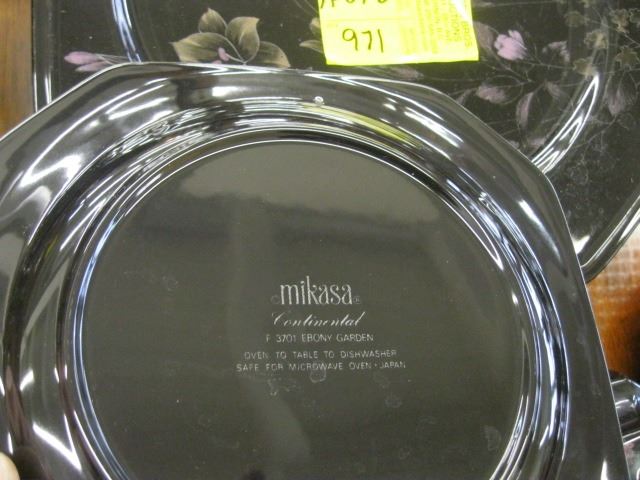 971
mikasa®
Continental
F 3701 EBONY GARDEN
OVEN TO TABLE TO DISHWASHER
SAFE FOR MICROWAVE OVEN • JAPAN